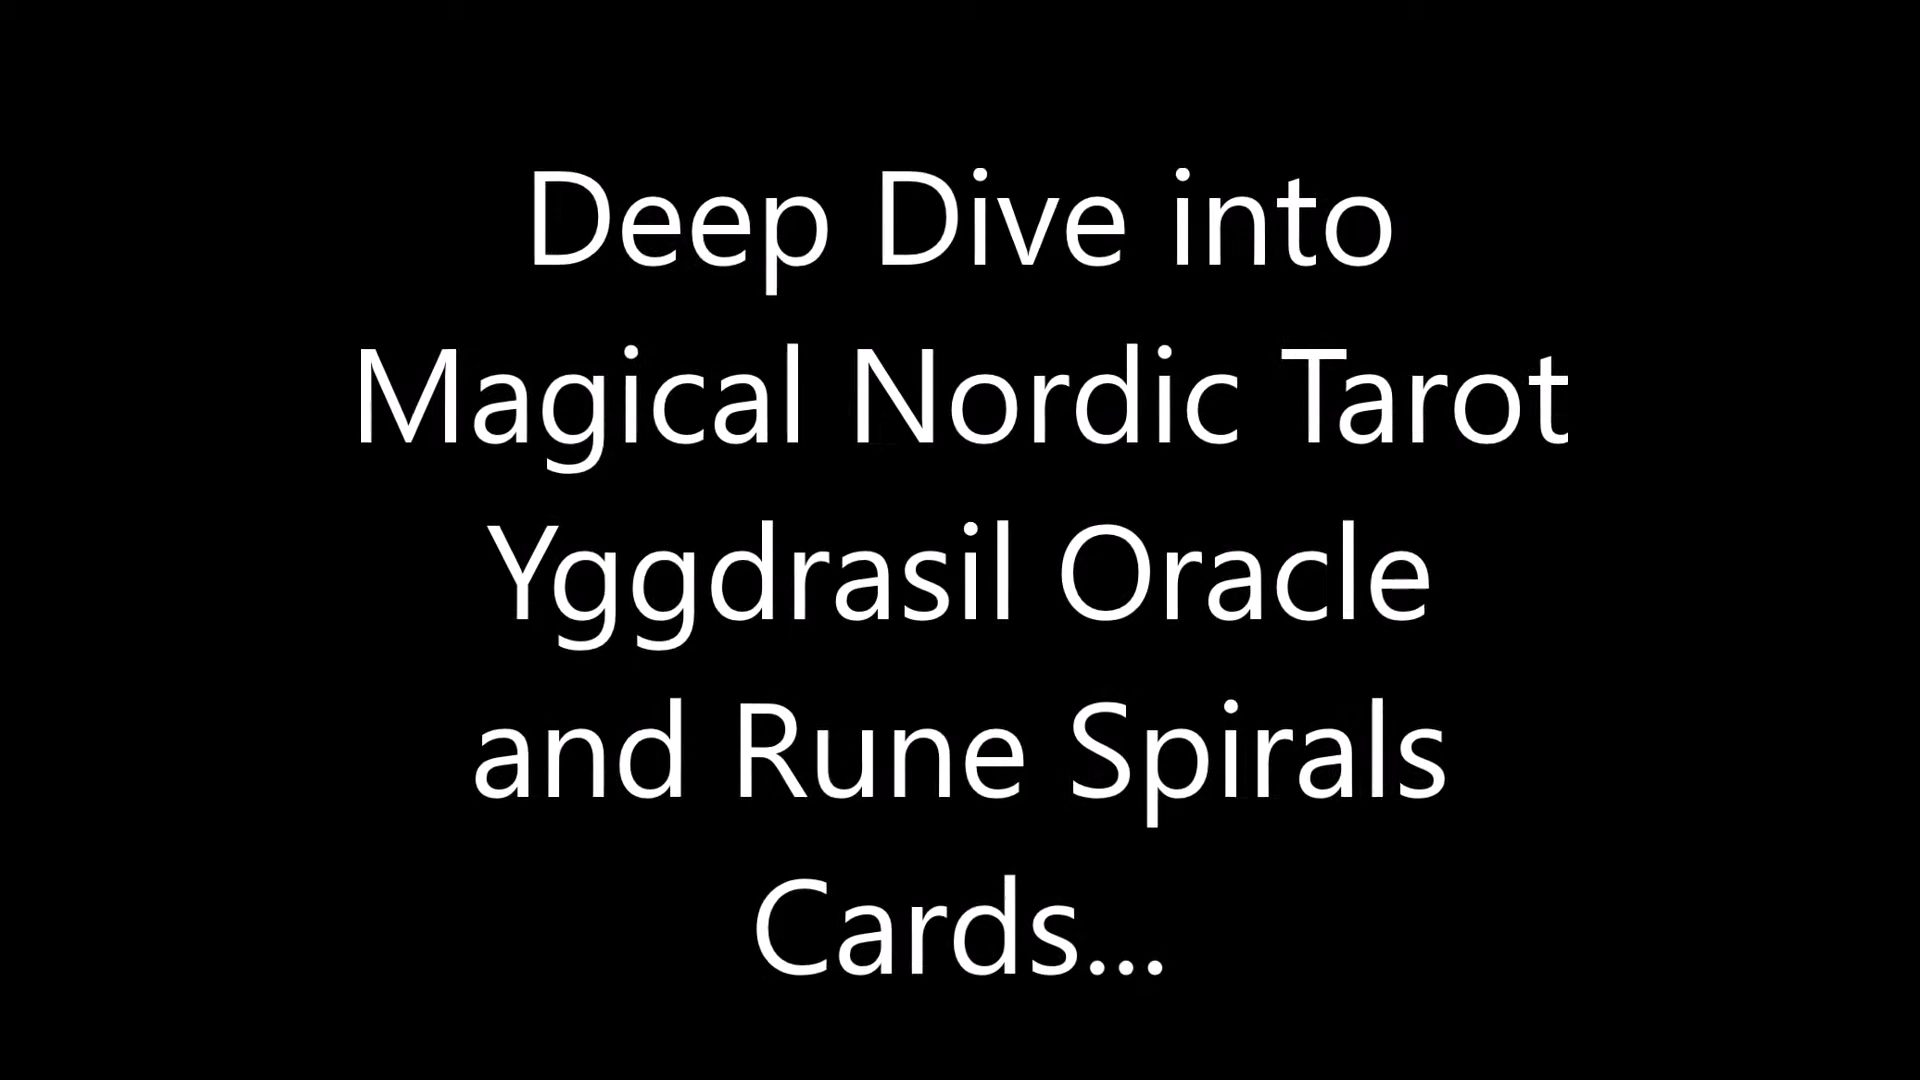 Deep Dive into
Magical Nordic Tarot
Yggdrasil Oracle
and Rune Spirals
Cards...